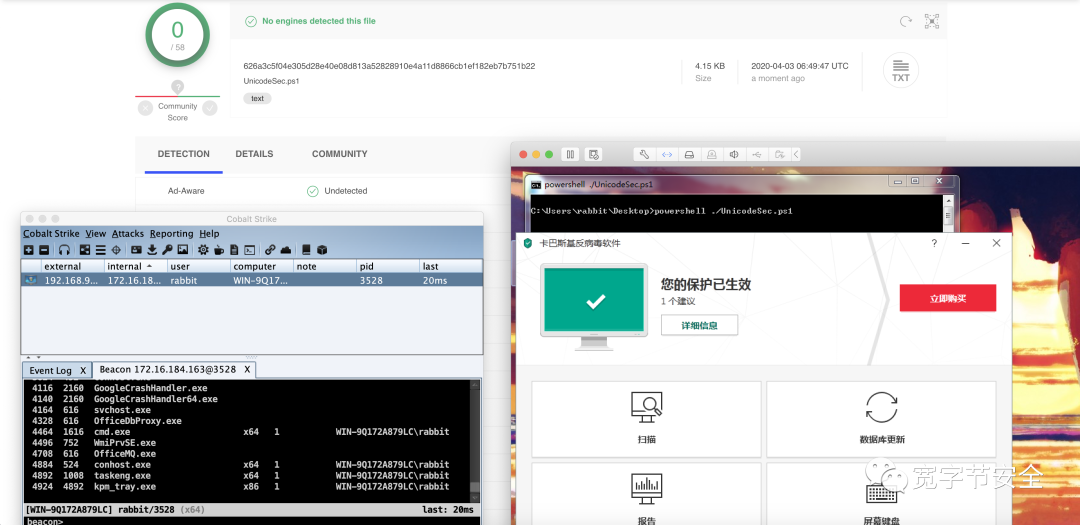 0
/ 58
No engines detected this file
626a3c5f04e305d28e40e08d813a52828910e4a11d8866cb1ef182eb7b751b22
UnicodeSec.ps1
text
4.15 KB
Size
2020-04-03 06:49:47 UTC
a moment ago
TXT
?
Community
Score
DETECTION
DETAILS
COMMUNITY
Ad-Aware
Undetected
powershell ./UnicodeSec.ps1
C:\Users\rabbit\Desktop>powershell ./UnicodeSec.ps1
Cobalt Strike
Cobalt Strike View Attacks Reporting Help
external internal user computer note pid last
192.168.9... 172.16.18... rabbit WIN-9Q17... 3528 20ms
Event Log X
Beacon 172.16.184.163@3528 X
4116 2160 GoogleCrashHandler.exe
4140 2160 GoogleCrashHandler64.exe
4164 616 svchost.exe
4328 616 OfficeDbProxy.exe
4464 1616 cmd.exe x64 1 WIN-9Q172A879LC\rabbit
4496 752 WmiPrvSE.exe
4708 616 OfficeMQ.exe
4884 524 conhost.exe x64 1 WIN-9Q172A879LC\rabbit
4892 1008 taskeng.exe x64 1 WIN-9Q172A879LC\rabbit
4924 4892 kpm_tray.exe x86 1 WIN-9Q172A879LC\rabbit
[WIN-9Q172A879LC] rabbit/3528 (x64) last: 20ms
beacon>
卡巴斯基反病毒软件
?
您的保护已生效
1 个建议
详细信息
立即购买
扫描
数据库更新
报告
屏幕键盘
宽字节安全